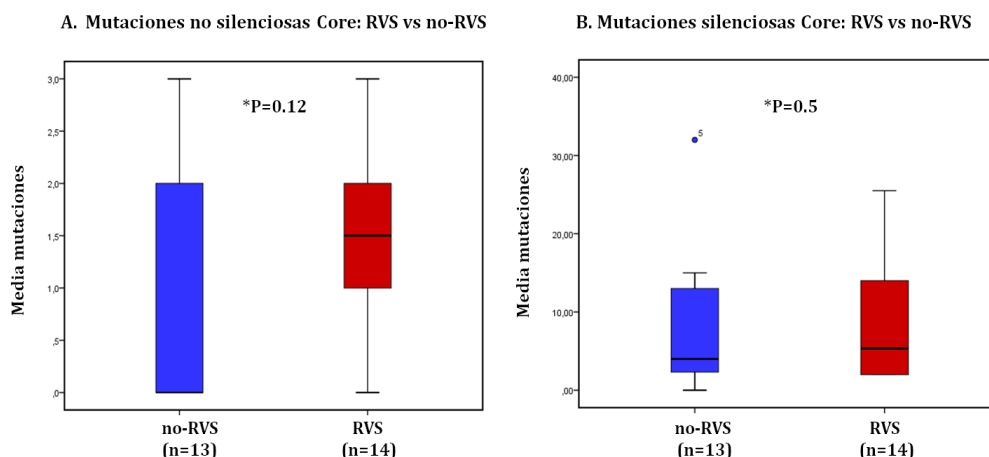 A. Mutaciones no silenciosas Core: RVS vs no-RVS
Media mutaciones
3,0
2,5
2,0
1,5
1,0
,5
,0
*P=0.12
no-RVS
(n=13)
RVS
(n=14)
B. Mutaciones silenciosas Core: RVS vs no-RVS
Media mutaciones
40,00
30,00
20,00
10,00
,00
*P=0.5
5
no-RVS
(n=13)
RVS
(n=14)